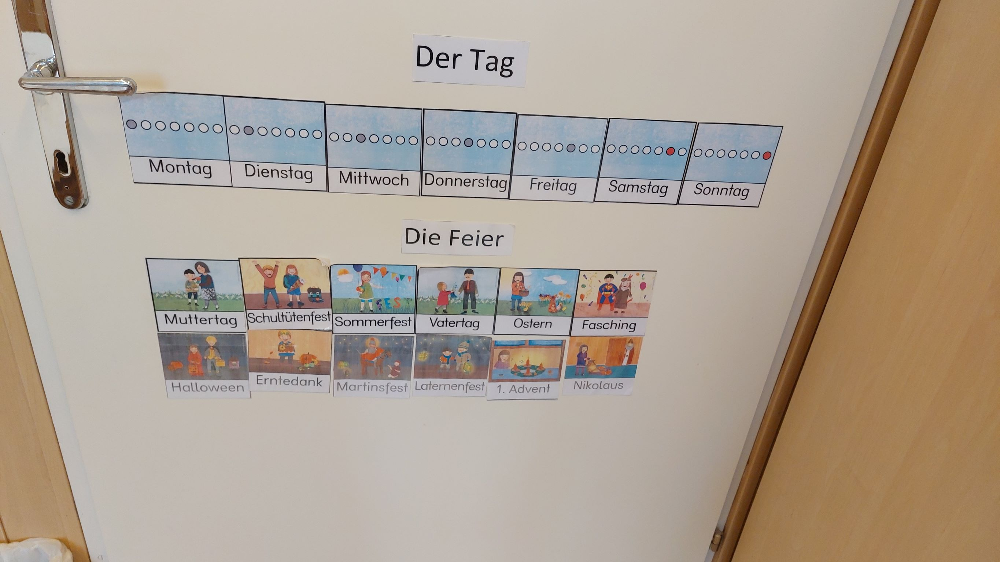 Der Tag
Montag Dienstag Mittwoch Donnerstag Freitag Samstag Sonntag
Die Feier
FES
Muttertag Schultütenfest Sommerfest Vatertag Ostern Fasching
Halloween Erntedank Martinsfest Laternenfest 1. Advent Nikolaus